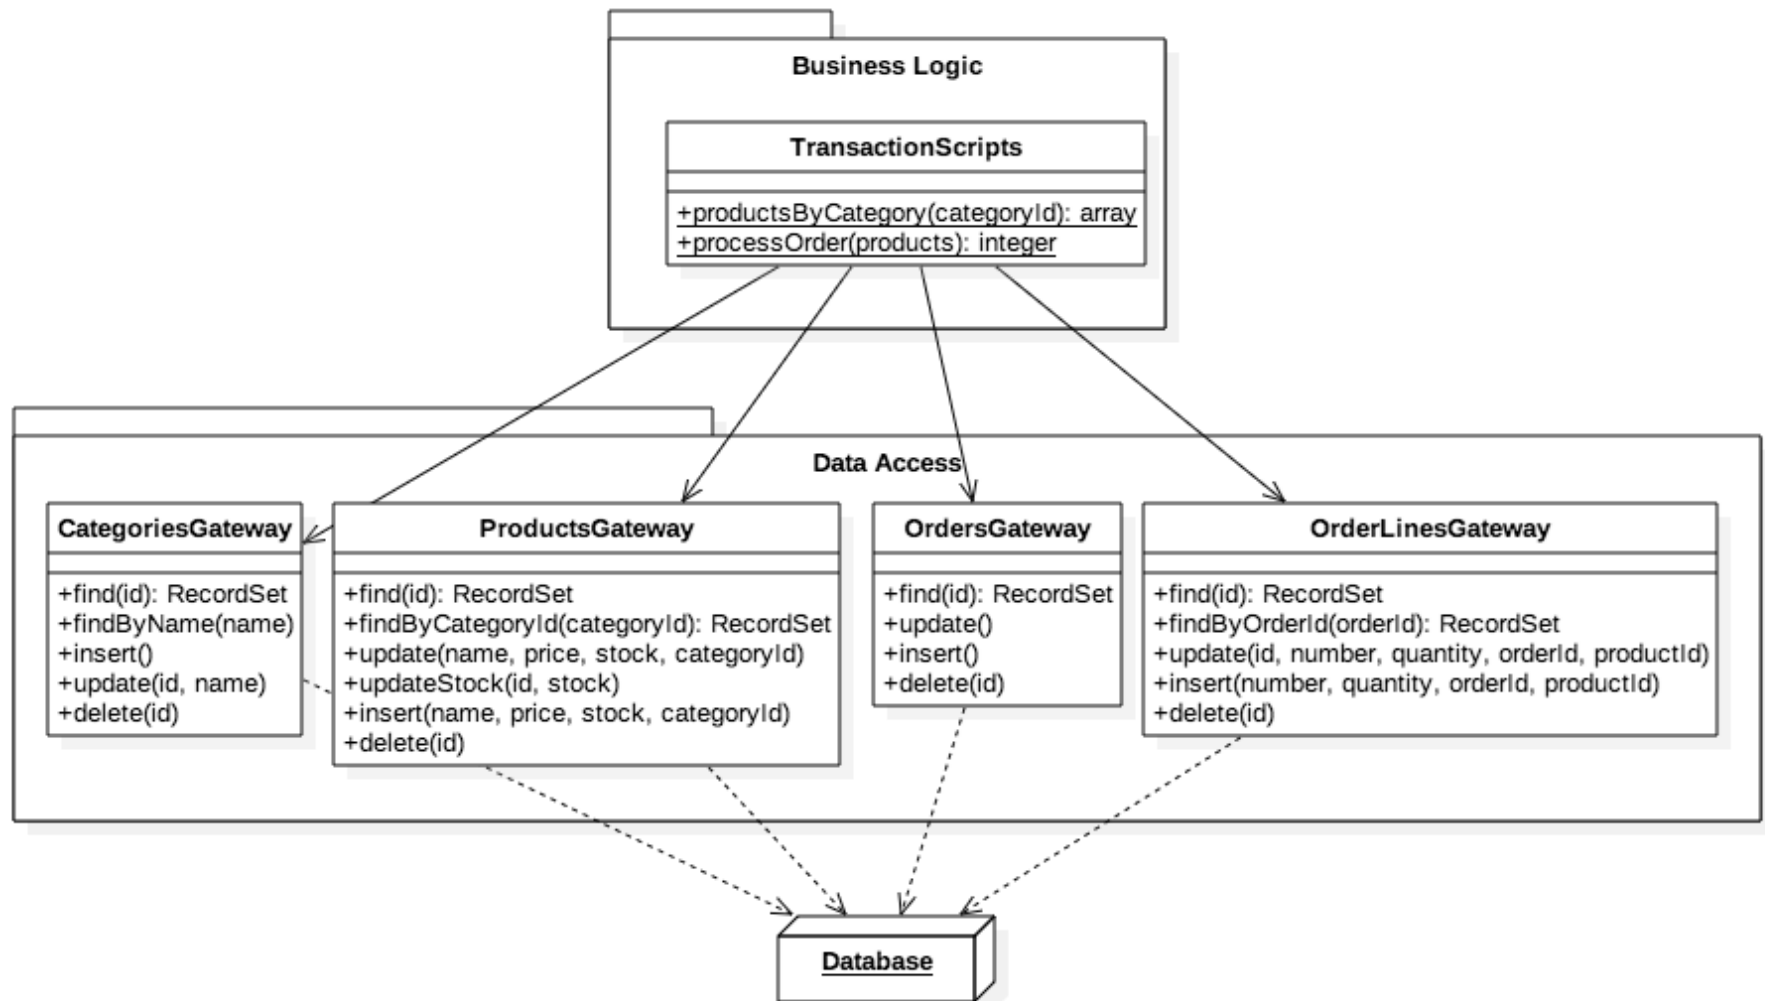 Business Logic
TransactionScripts
+productsByCategory(categoryId): array
+processOrder(products): integer
Data Access
CategoriesGateway
+find(id): RecordSet
+findByName(name)
+insert()
+update(id, name)
+delete(id)
ProductsGateway
+find(id): RecordSet
+findByCategoryId(categoryId): RecordSet
+update(name, price, stock, categoryId)
+updateStock(id, stock)
+insert(name, price, stock, categoryId)
+delete(id)
OrdersGateway
+find(id): RecordSet
+update()
+insert()
+delete(id)
OrderLinesGateway
+find(id): RecordSet
+findByOrderId(orderId): RecordSet
+update(id, number, quantity, orderId, productId)
+insert(number, quantity, orderId, productId)
+delete(id)
Database